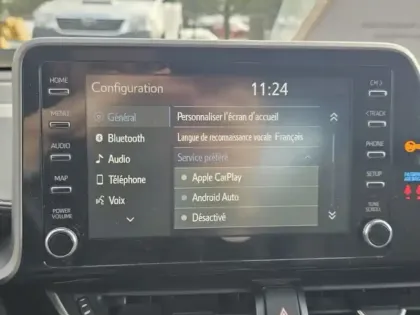 HOME
MENU
AUDIO
MAP
POWER
VOLUME
Configuration
11:24
Général
Bluetooth
Audio
Téléphone
Voix
Personnaliser l'écran d'accueil
Langue de reconnaissance vocale Français
Service préféré
Apple CarPlay
Android Auto
Désactivé
TRACK
PHONE
SETUP
TUNE
SCROLL